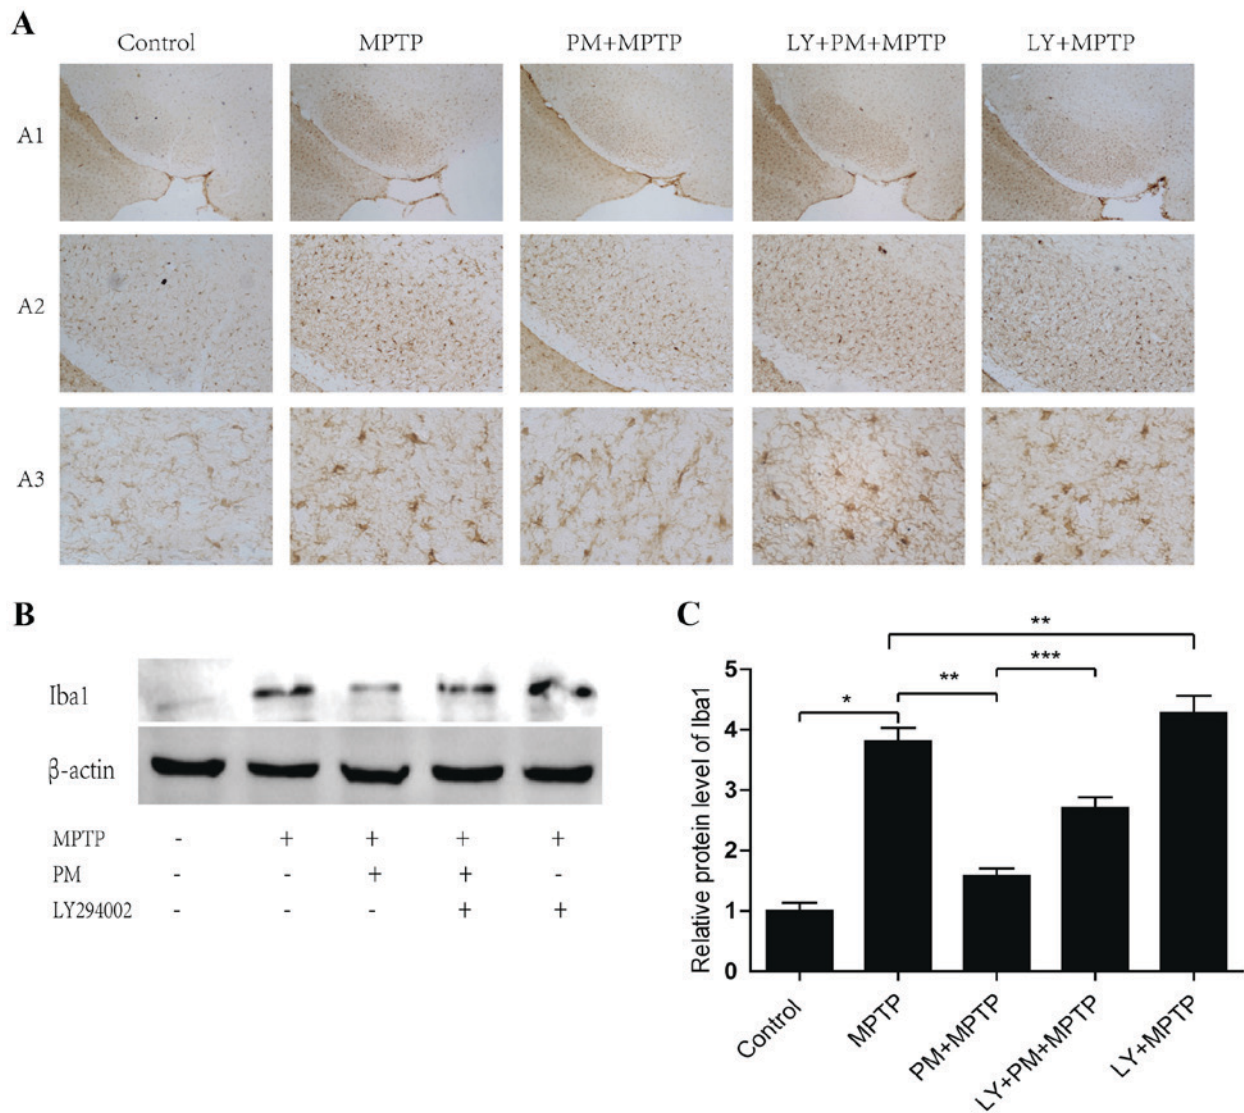 A
Control MPTP PM+MPTP LY+PM+MPTP LY+MPTP
A1
A2
A3
B
Iba1
β-actin
MPTP - + + + +
PM - - + + -
LY294002 - - - + +
C
**
***
**
*
Relative protein level of Iba1
5
4
3
2
1
0
Control MPTP PM+MPTP LY+PM+MPTP LY+MPTP